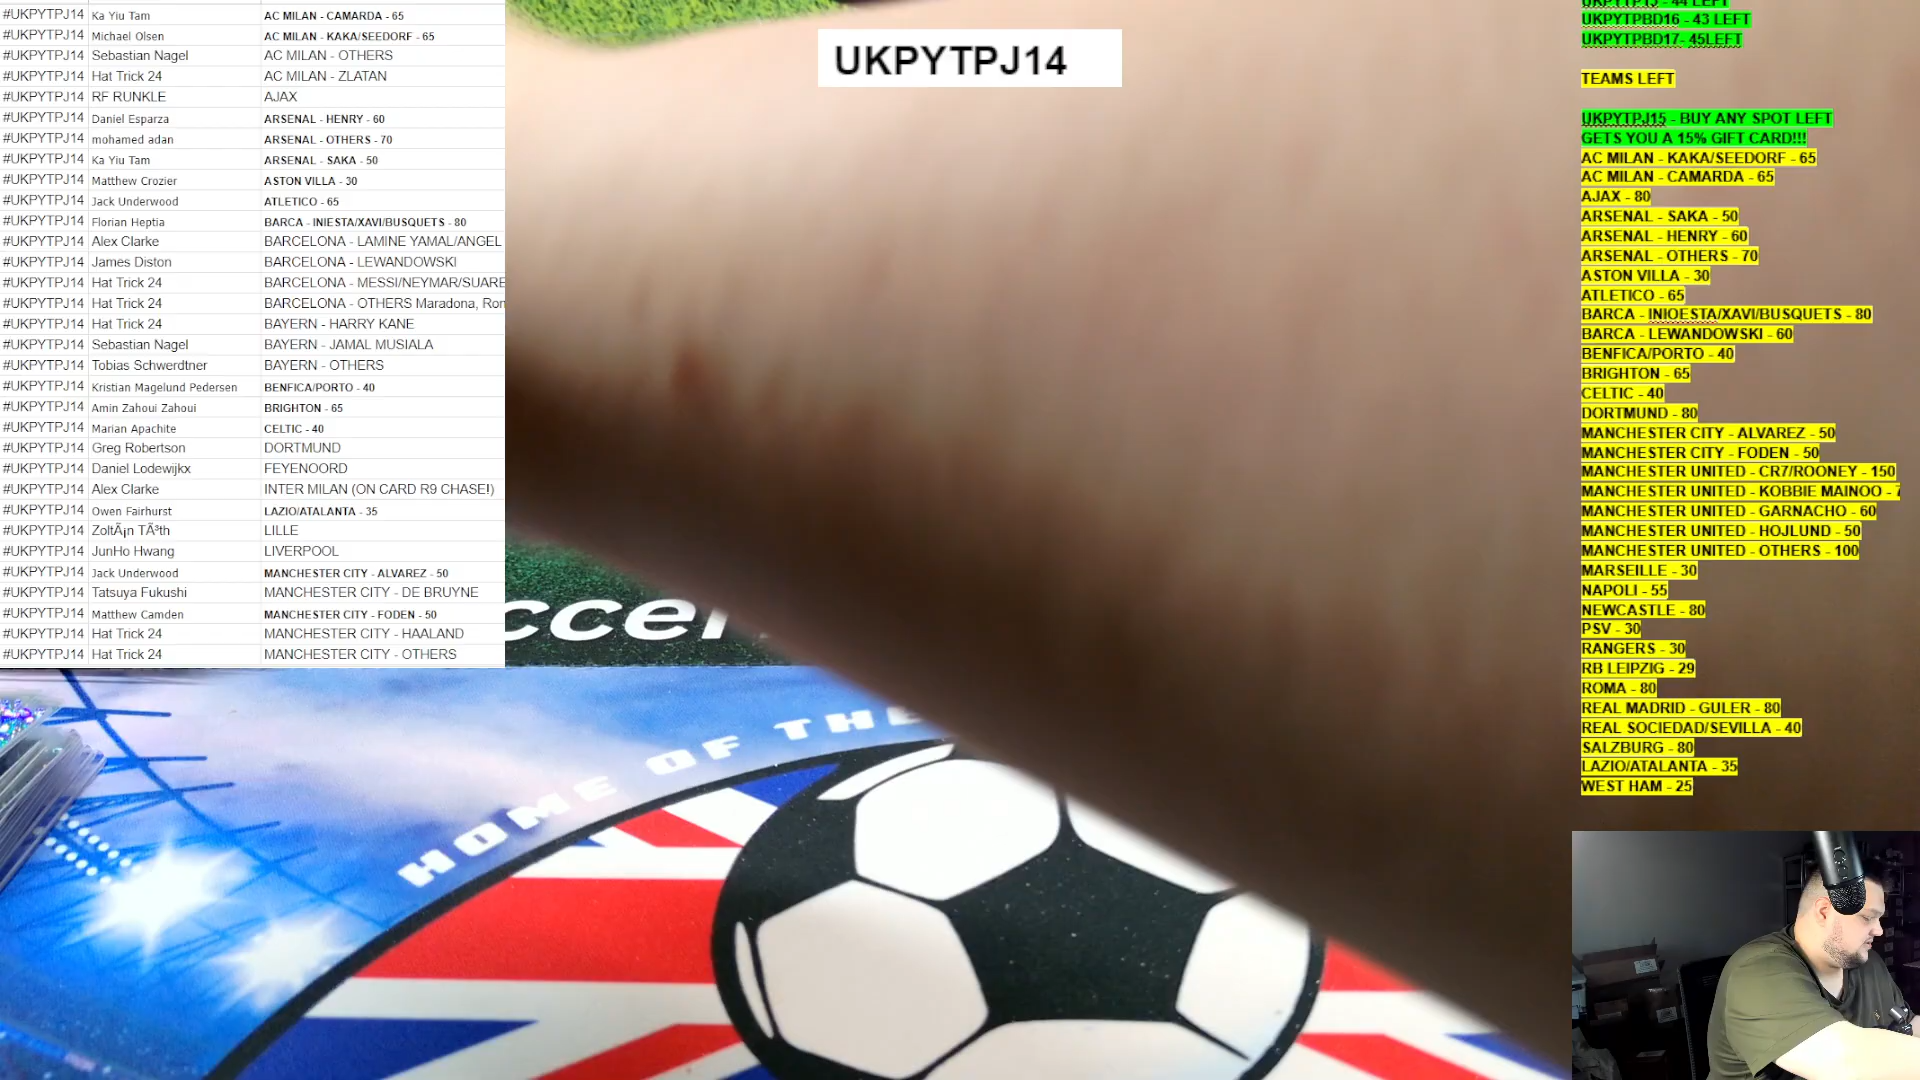 #UKPYTPJ14 Ka Yiu Tam AC MILAN - CAMARDA - 65
#UKPYTPJ14 Michael Olsen AC MILAN - KAKA/SEEDORF - 65
#UKPYTPJ14 Sebastian Nagel AC MILAN - OTHERS
#UKPYTPJ14 Hat Trick 24 AC MILAN - ZLATAN
#UKPYTPJ14 RF RUNKLE AJAX
#UKPYTPJ14 Daniel Esparza ARSENAL - HENRY - 60
#UKPYTPJ14 mohamed adan ARSENAL - OTHERS - 70
#UKPYTPJ14 Ka Yiu Tam ARSENAL - SAKA - 50
#UKPYTPJ14 Matthew Crozier ASTON VILLA - 30
#UKPYTPJ14 Jack Underwood ATLETICO - 65
#UKPYTPJ14 Florian Heptia BARCA - INIESTA/XAVI/BUSQUETS - 80
#UKPYTPJ14 Alex Clarke BARCELONA - LAMINE YAMAL/ANGEL
#UKPYTPJ14 James Diston BARCELONA - LEWANDOWSKI
#UKPYTPJ14 Hat Trick 24 BARCELONA - MESSI/NEYMAR/SUARE
#UKPYTPJ14 Hat Trick 24 BARCELONA - OTHERS Maradona, Ron
#UKPYTPJ14 Hat Trick 24 BAYERN - HARRY KANE
#UKPYTPJ14 Sebastian Nagel BAYERN - JAMAL MUSIALA
#UKPYTPJ14 Tobias Schwerdtner BAYERN - OTHERS
#UKPYTPJ14 Kristian Magelund Pedersen BENFICA/PORTO - 40
#UKPYTPJ14 Amin Zahoui Zahoui BRIGHTON - 65
#UKPYTPJ14 Marian Apachite CELTIC - 40
#UKPYTPJ14 Greg Robertson DORTMUND
#UKPYTPJ14 Daniel Lodewijkx FEYENOORD
#UKPYTPJ14 Alex Clarke INTER MILAN (ON CARD R9 CHASE!)
#UKPYTPJ14 Owen Fairhurst LAZIO/ATALANTA - 35
#UKPYTPJ14 ZoltÃ¡n TÃ³th LILLE
#UKPYTPJ14 JunHo Hwang LIVERPOOL
#UKPYTPJ14 Jack Underwood MANCHESTER CITY - ALVAREZ - 50
#UKPYTPJ14 Tatsuya Fukushi MANCHESTER CITY - DE BRUYNE
#UKPYTPJ14 Matthew Camden MANCHESTER CITY - FODEN - 50
#UKPYTPJ14 Hat Trick 24 MANCHESTER CITY - HAALAND
#UKPYTPJ14 Hat Trick 24 MANCHESTER CITY - OTHERS
UKPYTPJ14
ccer
HOME OF THE
UKPYTPBD16 - 43 LEFT
UKPYTPBD17- 45LEFT
TEAMS LEFT
UKPYTPJ15 - BUY ANY SPOT LEFT
GETS YOU A 15% GIFT CARD!!!
AC MILAN - KAKA/SEEDORF - 65
AC MILAN - CAMARDA - 65
AJAX - 80
ARSENAL - SAKA - 50
ARSENAL - HENRY - 60
ARSENAL - OTHERS - 70
ASTON VILLA - 30
ATLETICO - 65
BARCA - INIOESTA/XAVI/BUSQUETS - 80
BARCA - LEWANDOWSKI - 60
BENFICA/PORTO - 40
BRIGHTON - 65
CELTIC - 40
DORTMUND - 80
MANCHESTER CITY - ALVAREZ - 50
MANCHESTER CITY - FODEN - 50
MANCHESTER UNITED - CR7/ROONEY - 150
MANCHESTER UNITED - KOBBIE MAINOO - 7
MANCHESTER UNITED - GARNACHO - 60
MANCHESTER UNITED - HOJLUND - 50
MANCHESTER UNITED - OTHERS - 100
MARSEILLE - 30
NAPOLI - 55
NEWCASTLE - 80
PSV - 30
RANGERS - 30
RB LEIPZIG - 29
ROMA - 80
REAL MADRID - GULER - 80
REAL SOCIEDAD/SEVILLA - 40
SALZBURG - 80
LAZIO/ATALANTA - 35
WEST HAM - 25